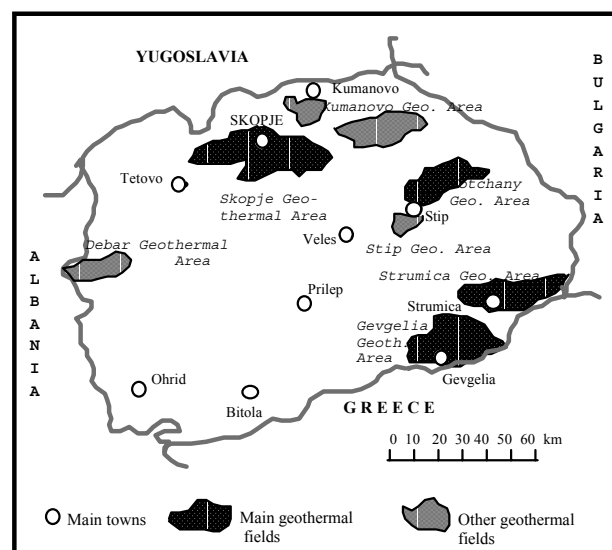 YUGOSLAVIA
BULGARIA
Kumanovo
Kumanovo Geo. Area
SKOPJE
Tetovo
Skopje Geo-
thermal Area
otchany
Geo. Area
Stip
Veles
Stip Geo. Area
Debar Geothermal
Area
ALBANIA
Strumica Geo. Area
Prilep
Strumica
Gevgelia
Geoth.
Area
Gevgelia
Ohrid
Bitola
GREECE
0 10 20 30 40 50 60 km
Main towns
Main geothermal
fields
Other geothermal
fields